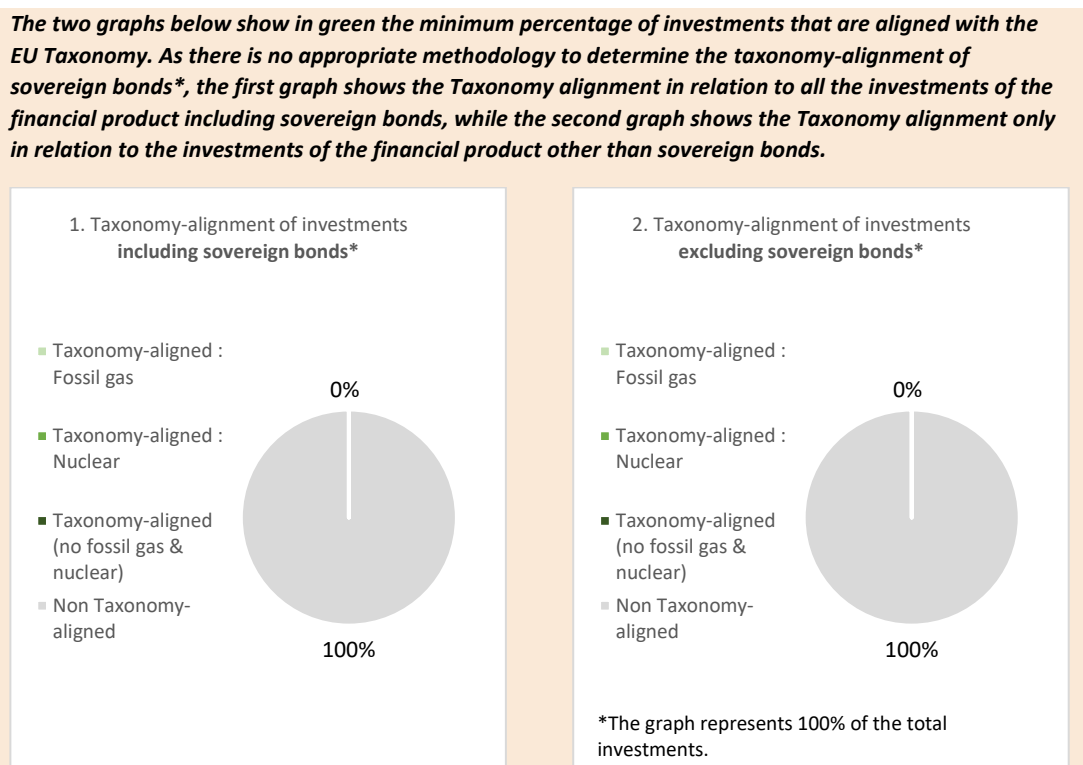 The two graphs below show in green the minimum percentage of investments that are aligned with the
EU Taxonomy. As there is no appropriate methodology to determine the taxonomy-alignment of
sovereign bonds*, the first graph shows the Taxonomy alignment in relation to all the investments of the
financial product including sovereign bonds, while the second graph shows the Taxonomy alignment only
in relation to the investments of the financial product other than sovereign bonds.
1. Taxonomy-alignment of investments
including sovereign bonds*
Taxonomy-aligned :
Fossil gas
Taxonomy-aligned :
Nuclear
Taxonomy-aligned
(no fossil gas &
nuclear)
Non Taxonomy-
aligned
0%
100%
2. Taxonomy-alignment of investments
excluding sovereign bonds*
Taxonomy-aligned :
Fossil gas
Taxonomy-aligned :
Nuclear
Taxonomy-aligned
(no fossil gas &
nuclear)
Non Taxonomy-
aligned
0%
100%
*The graph represents 100% of the total
investments.